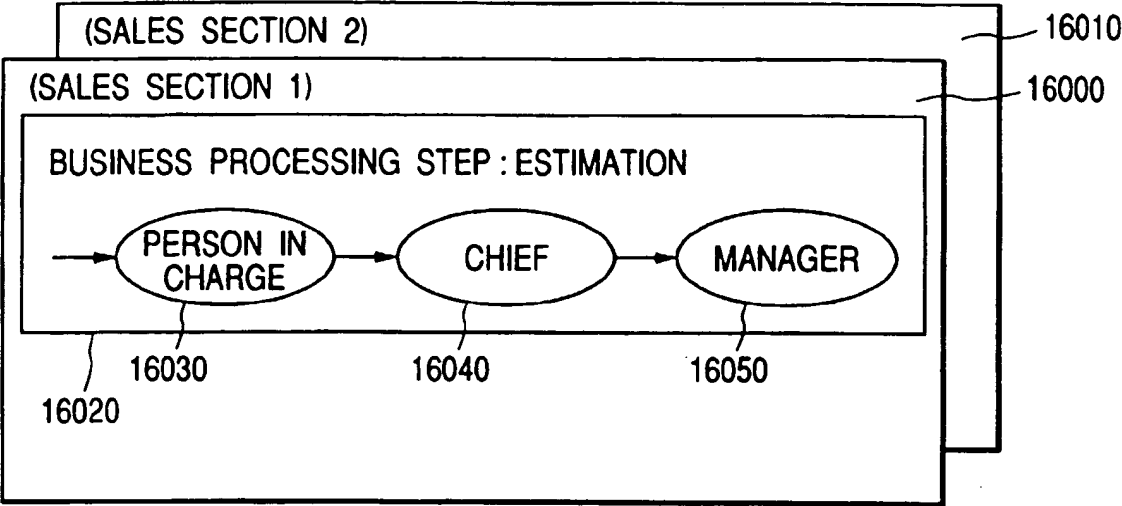 (SALES SECTION 2)
16010
(SALES SECTION 1)
16000
BUSINESS PROCESSING STEP : ESTIMATION
PERSON IN
CHARGE
CHIEF
MANAGER
16030
16040
16050
16020